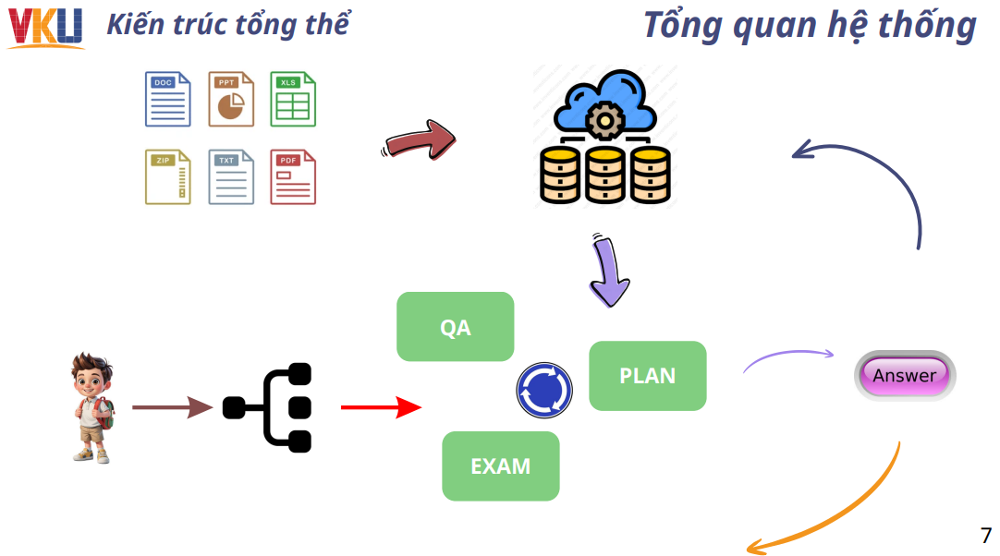 VKU
Kiến trúc tổng thể
Tổng quan hệ thống
DOC
PPT
XLS
ZIP
TXT
PDF
QA
PLAN
Answer
EXAM
7